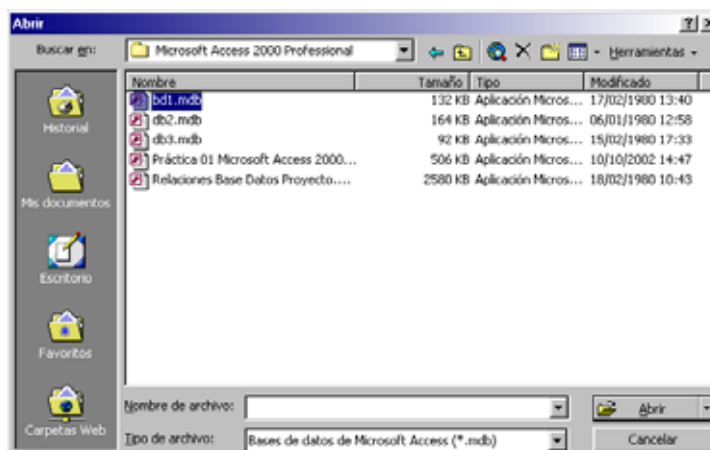 Abrir
Buscar en: Microsoft Access 2000 Professional Herramientas
Nombre Tamaño Tipo Modificado
bd1.mdb 132 KB Aplicación Micros... 17/02/1980 13:40
db2.mdb 164 KB Aplicación Micros... 06/01/1980 12:58
db3.mdb 92 KB Aplicación Micros... 15/02/1980 17:33
Práctica 01 Microsoft Access 2000... 506 KB Aplicación Micros... 10/10/2002 14:47
Relaciones Base Datos Proyecto.... 2580 KB Aplicación Micros... 18/02/1980 10:43
Historial
Mis documentos
Escritorio
Favoritos
Carpetas Web
Nombre de archivo: Abrir
Tipo de archivo: Bases de datos de Microsoft Access (*.mdb) Cancelar